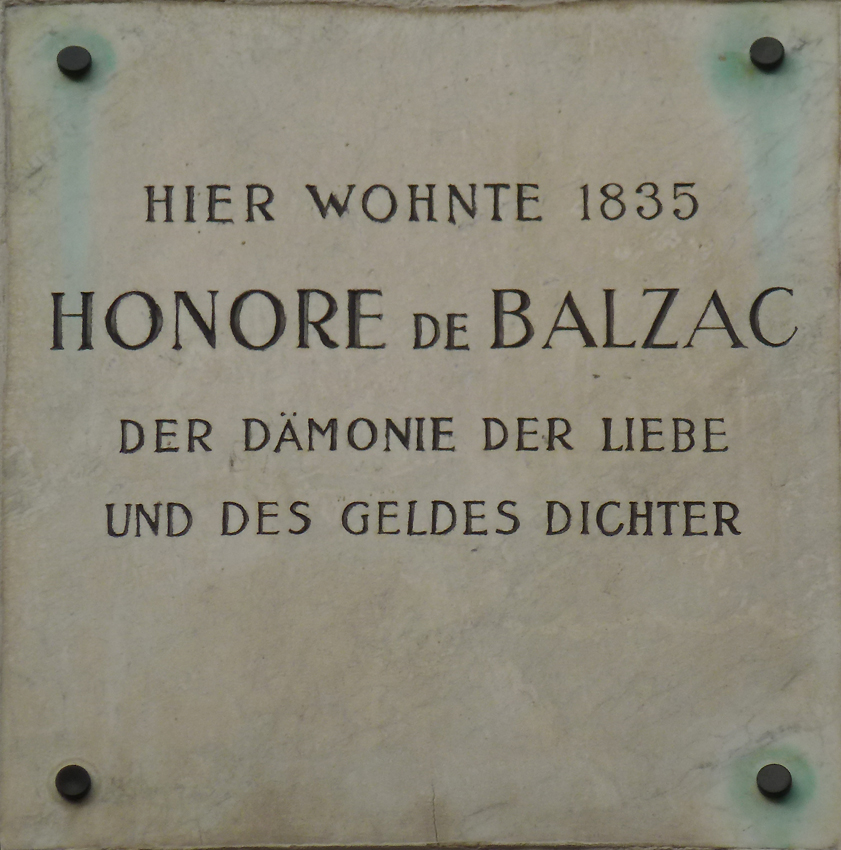 HIER WOHNTE 1835
HONORE DE BALZAC
DER DÄMONIE DER LIEBE
UND DES GELDES DICHTER